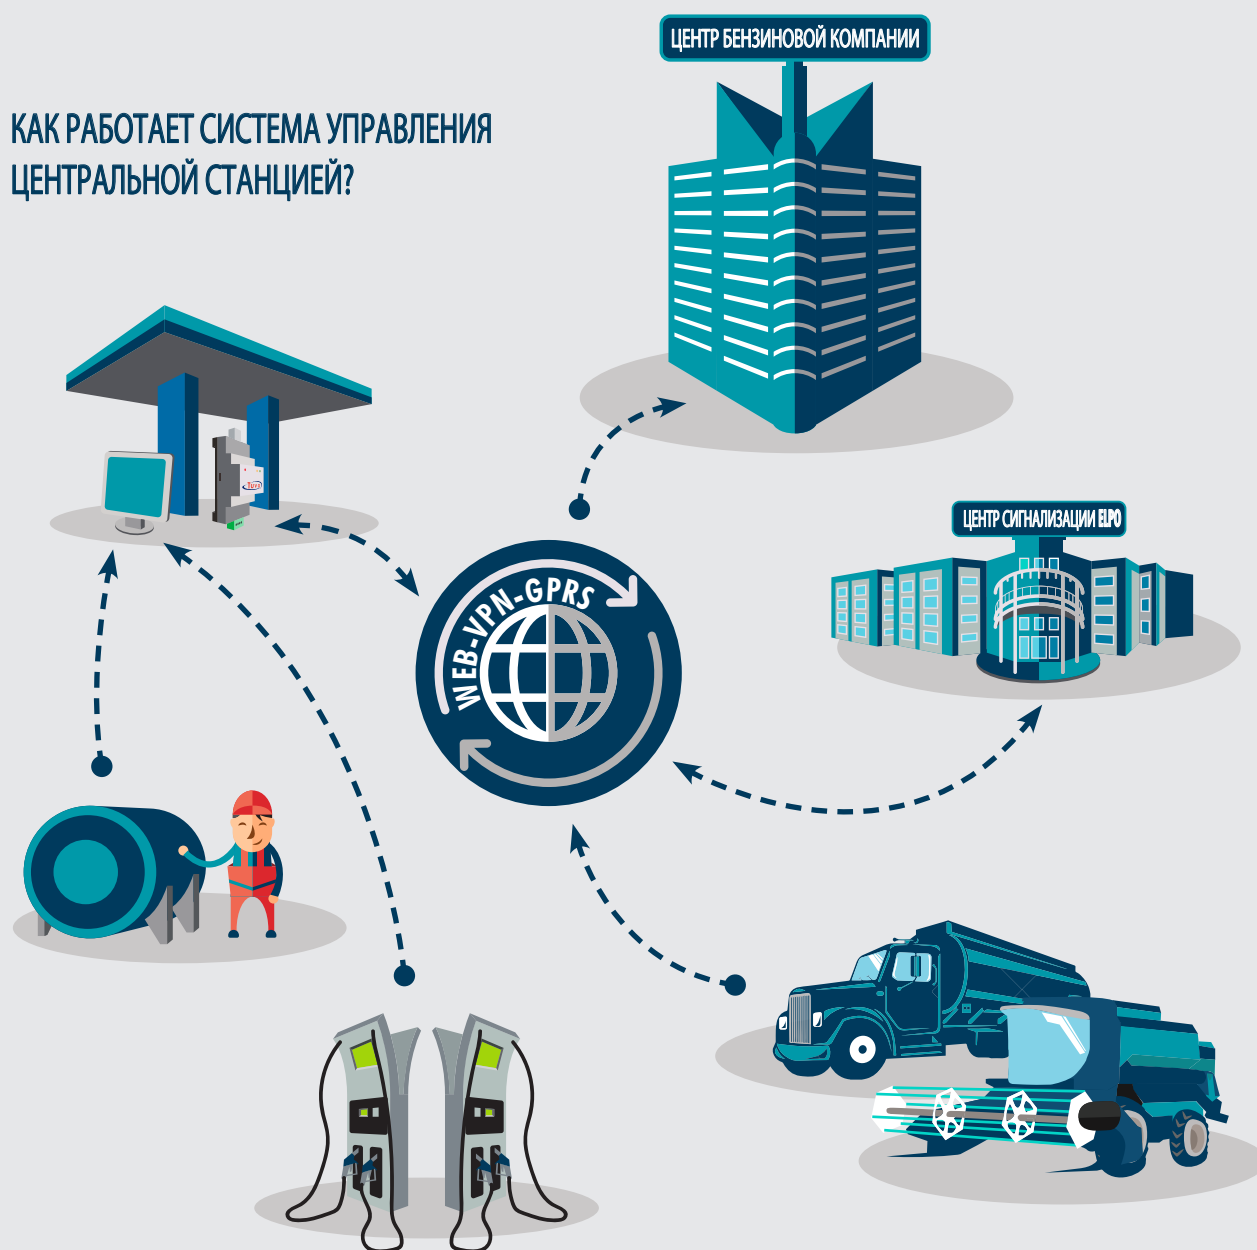 ЦЕНТР БЕНЗИНОВОЙ КОМПАНИИ
КАК РАБОТАЕТ СИСТЕМА УПРАВЛЕНИЯ
ЦЕНТРАЛЬНОЙ СТАНЦИЕЙ?
ЦЕНТР СИГНАЛИЗАЦИИ ELPO
WEB-VPN-GPRS